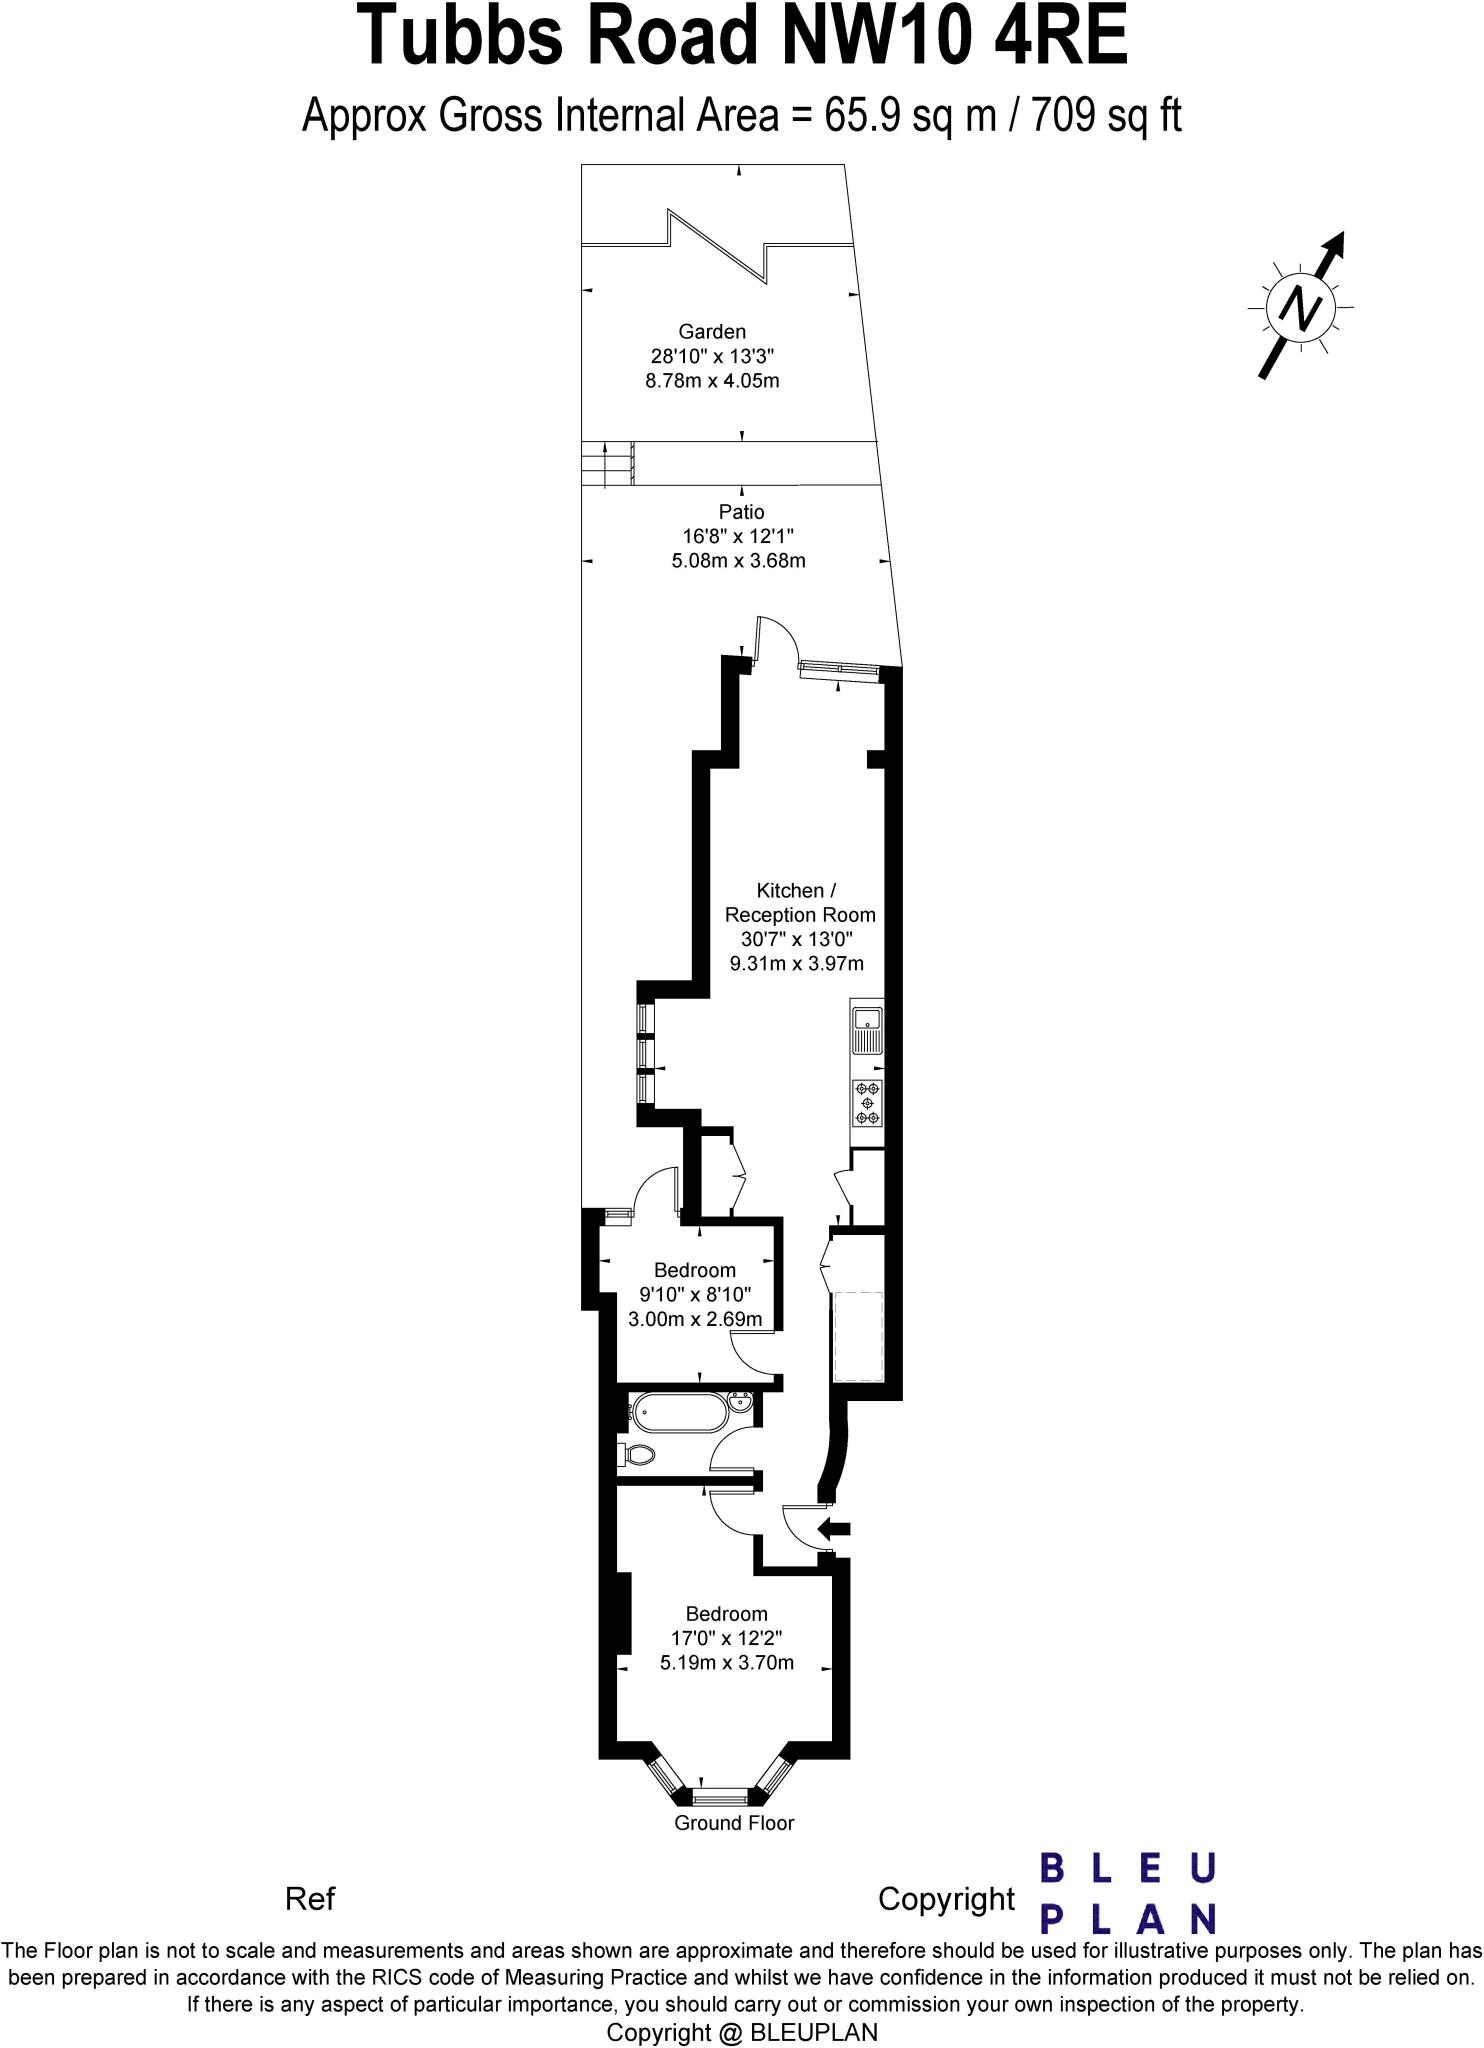 Tubbs Road NW10 4RE
Approx Gross Internal Area = 65.9 sq m / 709 sq ft
N
Garden
28'10" x 13'3"
8.78m x 4.05m
Patio
16'8" x 12'1"
5.08m x 3.68m
Kitchen /
Reception Room
30'7" x 13'0"
9.31m x 3.97m
Bedroom
9'10" x 8'10"
3.00m x 2.69m
Bedroom
17'0" x 12'2"
5.19m x 3.70m
Ground Floor
Ref
Copyright
BLEU
PLAN
The Floor plan is not to scale and measurements and areas shown are approximate and therefore should be used for illustrative purposes only. The plan has
been prepared in accordance with the RICS code of Measuring Practice and whilst we have confidence in the information produced it must not be relied on.
If there is any aspect of particular importance, you should carry out or commission your own inspection of the property.
Copyright @ BLEUPLAN